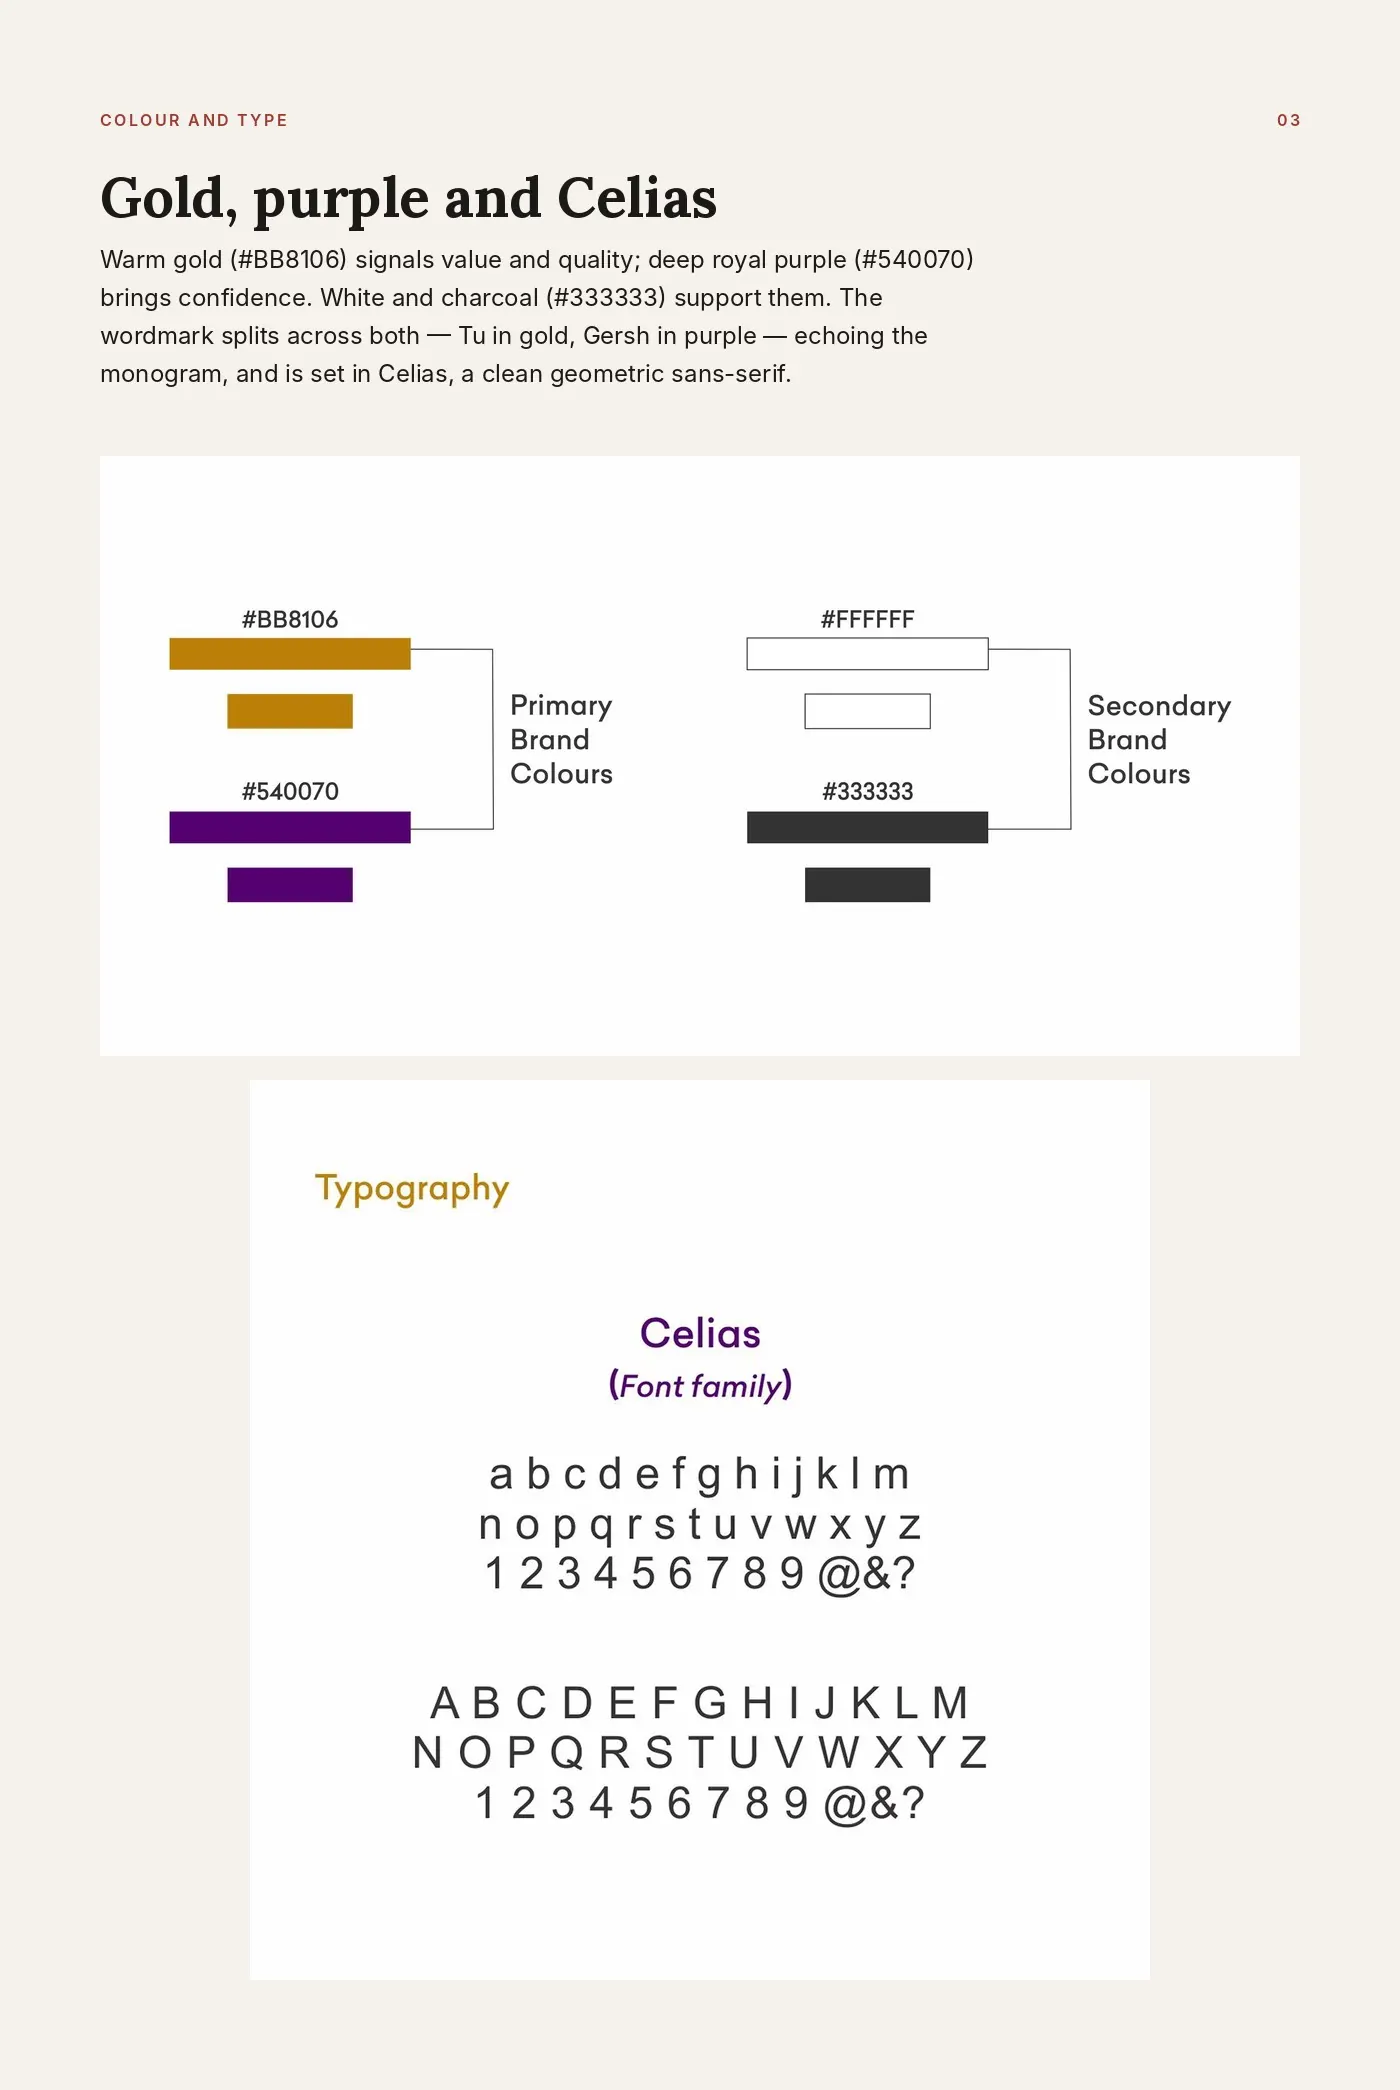 COLOUR AND TYPE
03
Gold, purple and Celias
Warm gold (#BB8106) signals value and quality; deep royal purple (#540070)
brings confidence. White and charcoal (#333333) support them. The
wordmark splits across both — Tu in gold, Gersh in purple — echoing the
monogram, and is set in Celias, a clean geometric sans-serif.
#BB8106
#540070
Primary
Brand
Colours
#FFFFFF
#333333
Secondary
Brand
Colours
Typography
Celias
(Font family)
a b c d e f g h i j k l m
n o p q r s t u v w x y z
1 2 3 4 5 6 7 8 9 @&?
A B C D E F G H I J K L M
N O P Q R S T U V W X Y Z
1 2 3 4 5 6 7 8 9 @&?